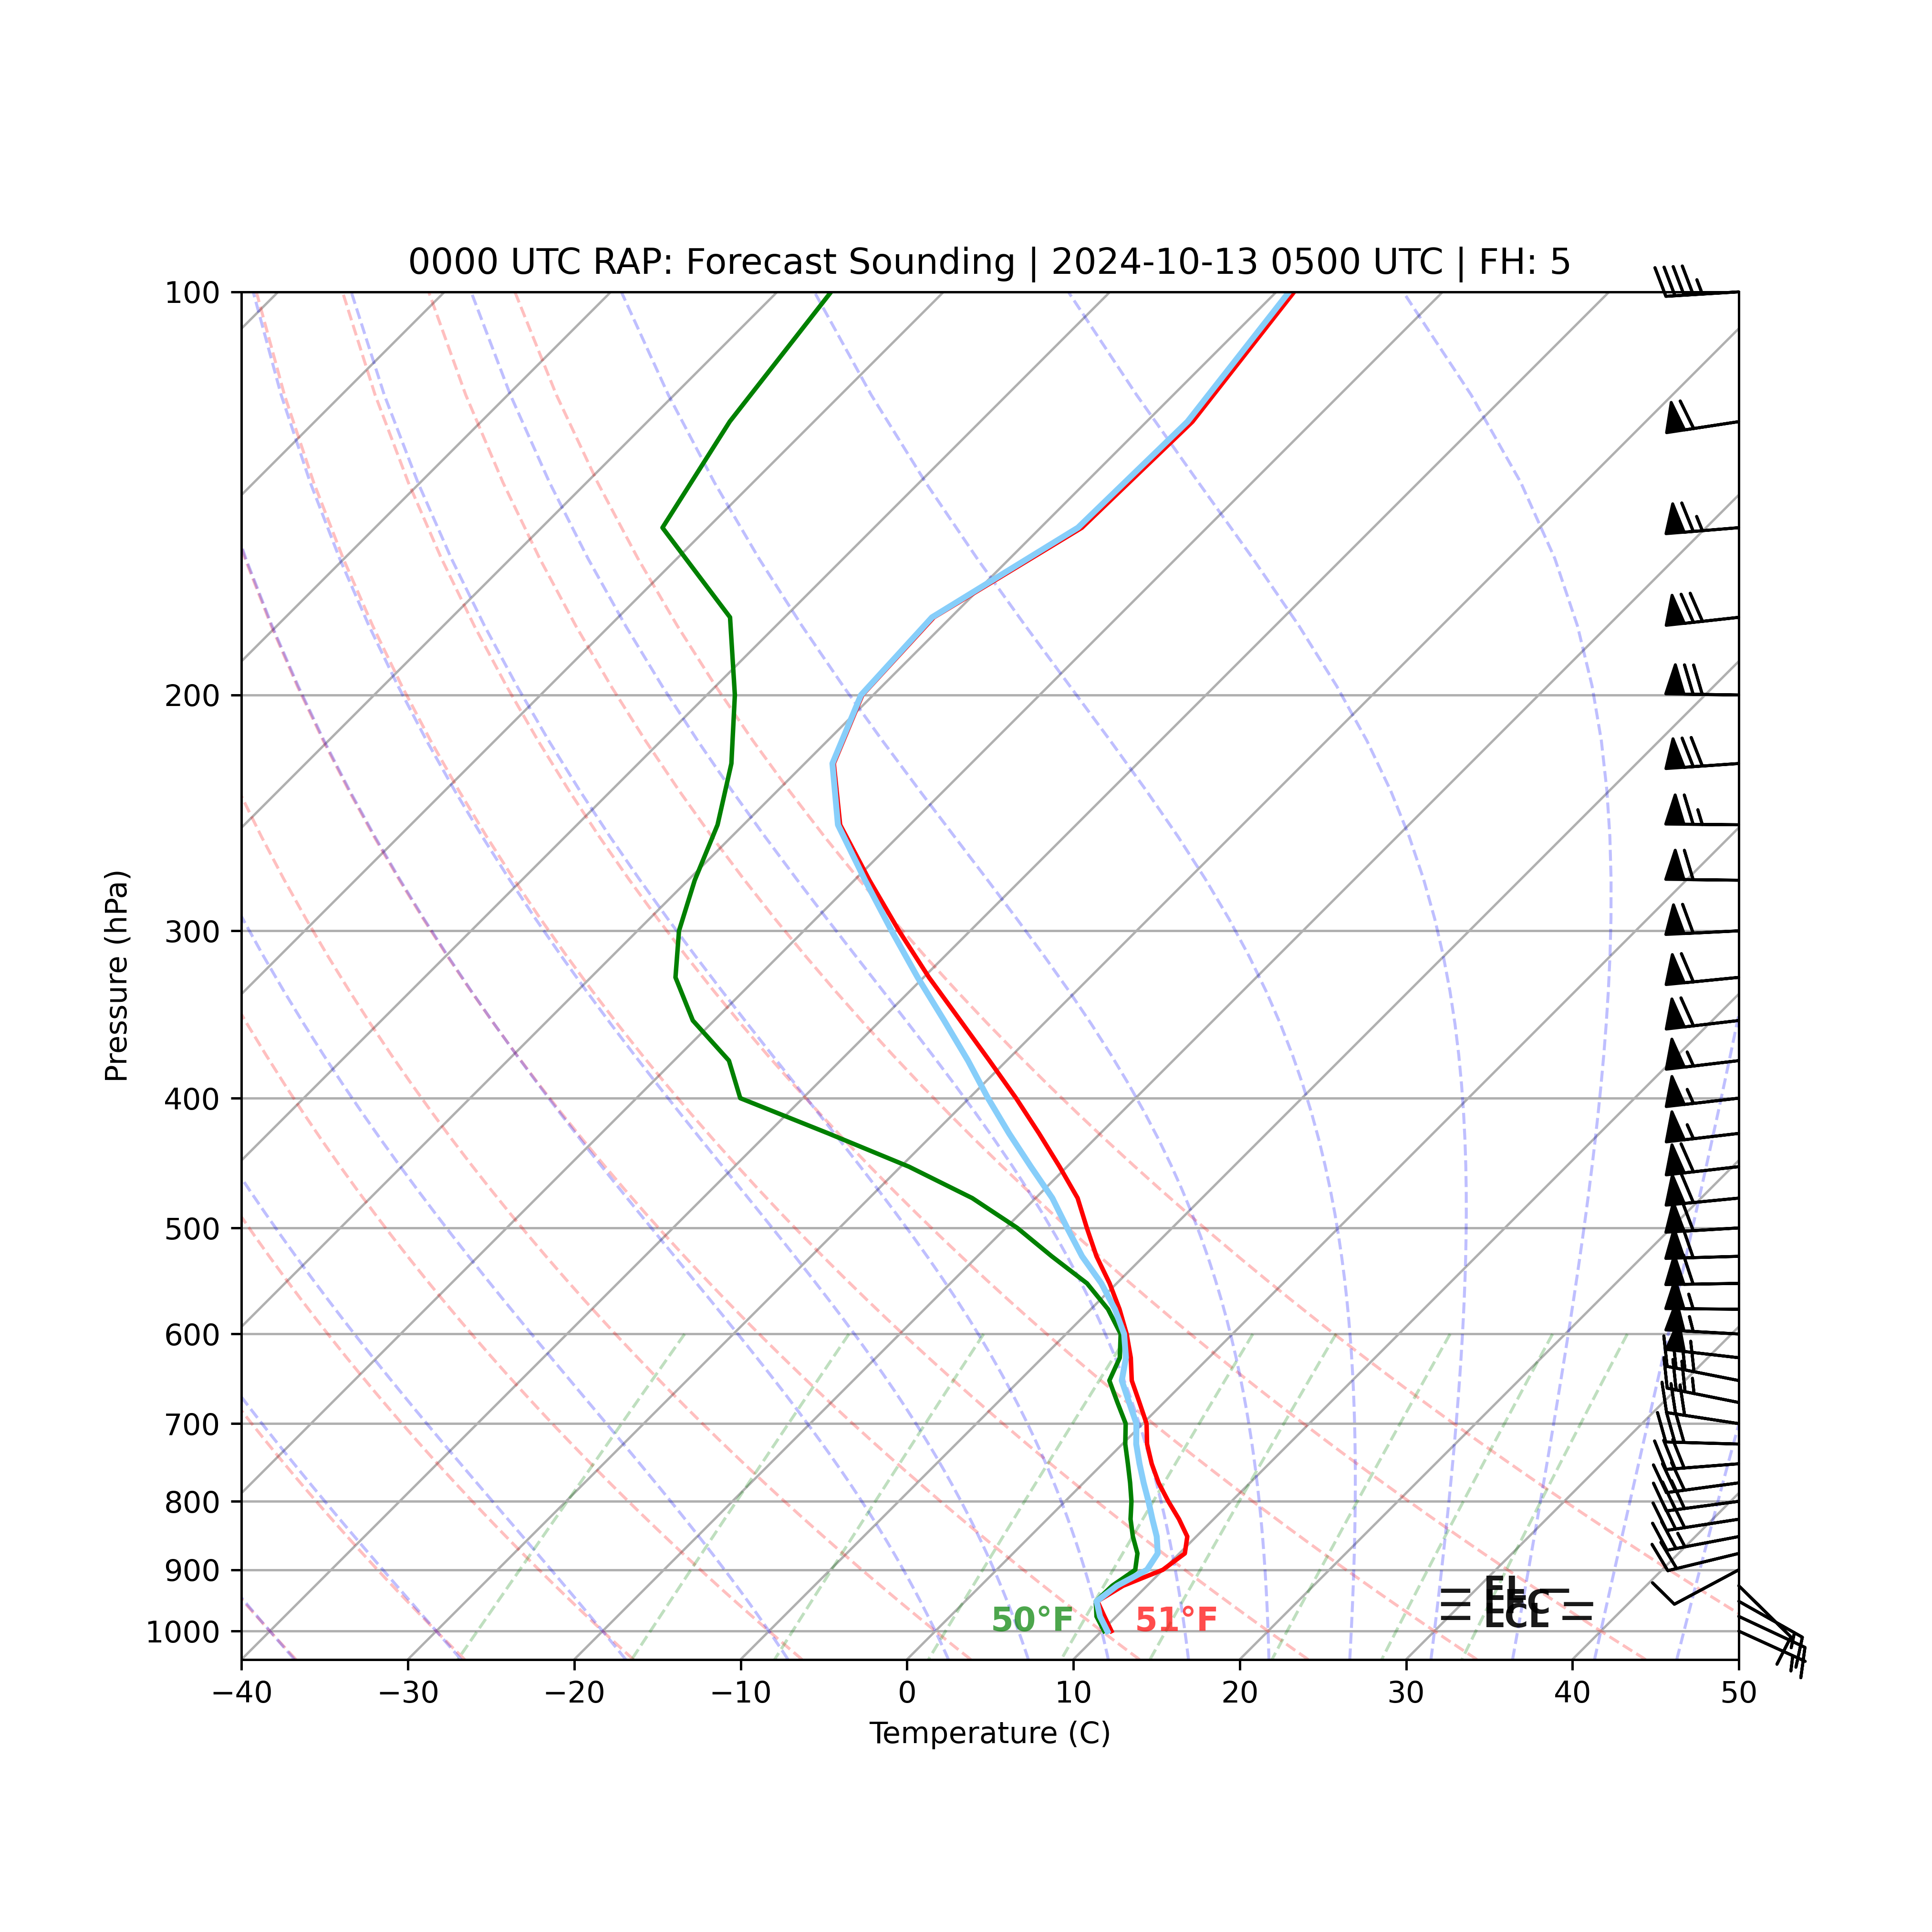 0000 UTC RAP: Forecast Sounding | 2024-10-13 0500 UTC | FH: 5
100
200
300
400
500
600
700
800
900
1000
Pressure (hPa)
EL
LCL
50°F
51°F
−40
−30
−20
−10
0
10
20
30
40
50
Temperature (C)